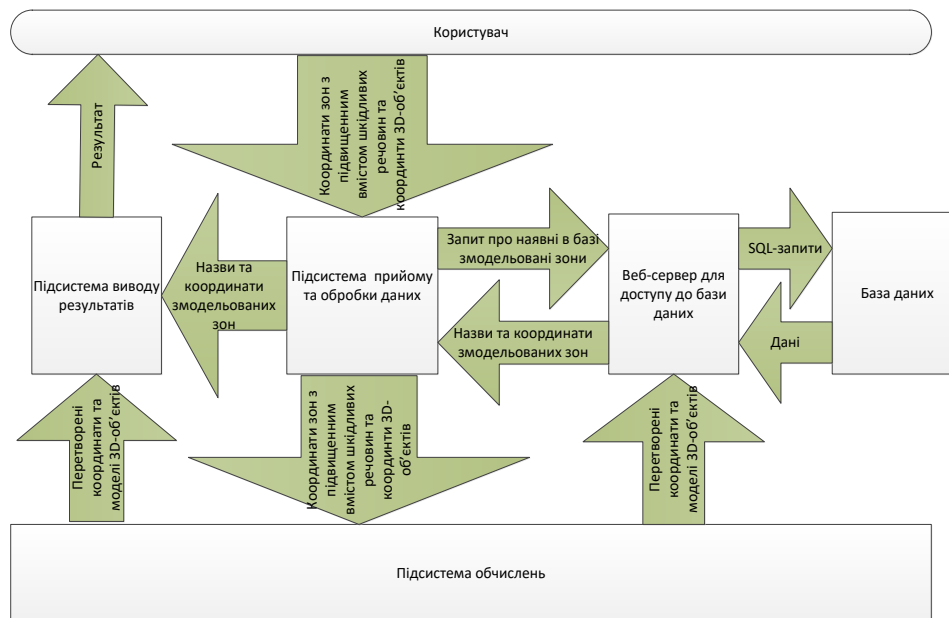 Користувач
Результат
Координати зон з
підвищенним
вмістом шкідливих
речовин та
координти 3D-об’єктів
Підсистема виводу
результатів
Назви та
координати
змодельованих
зон
Підсистема прийому
та обробки даних
Запит про наявні в базі
змодельовані зони
Назви та координати
змодельованих зон
Веб-сервер для
доступу до бази
даних
SQL-запити
Дані
База даних
Перетворені
координати та
моделі 3D-об’єктів
Координати зон з
підвищенним
вмістом шкідливих
речовин та
координти 3D-
об’єктів
Перетворені
координати та
моделі 3D-об’єктів
Підсистема обчислень